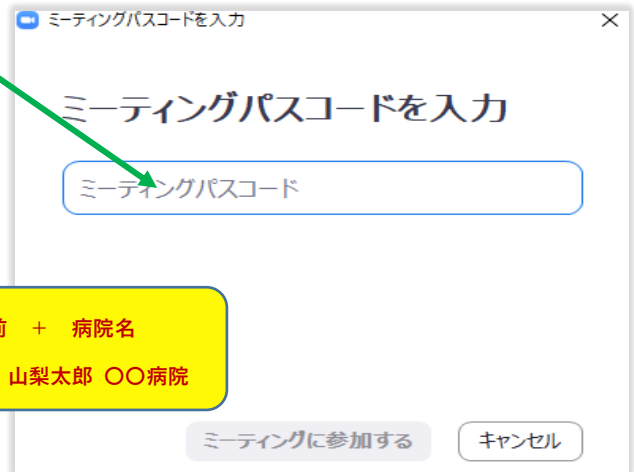 ミーティングパスコードを入力
ミーティングパスコードを入力
ミーティングパスコード
前 + 病院名
山梨太郎 〇〇病院
ミーティングに参加する
キャンセル